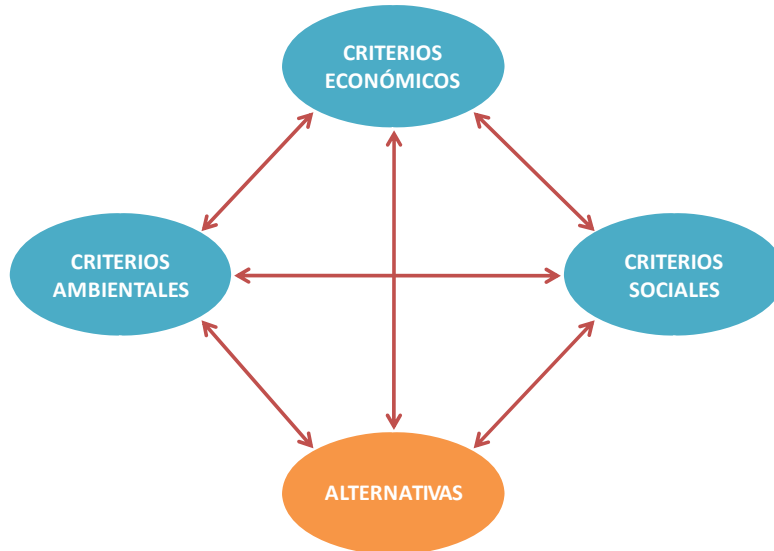 CRITERIOS
ECONÓMICOS
CRITERIOS
AMBIENTALES
CRITERIOS
SOCIALES
ALTERNATIVAS